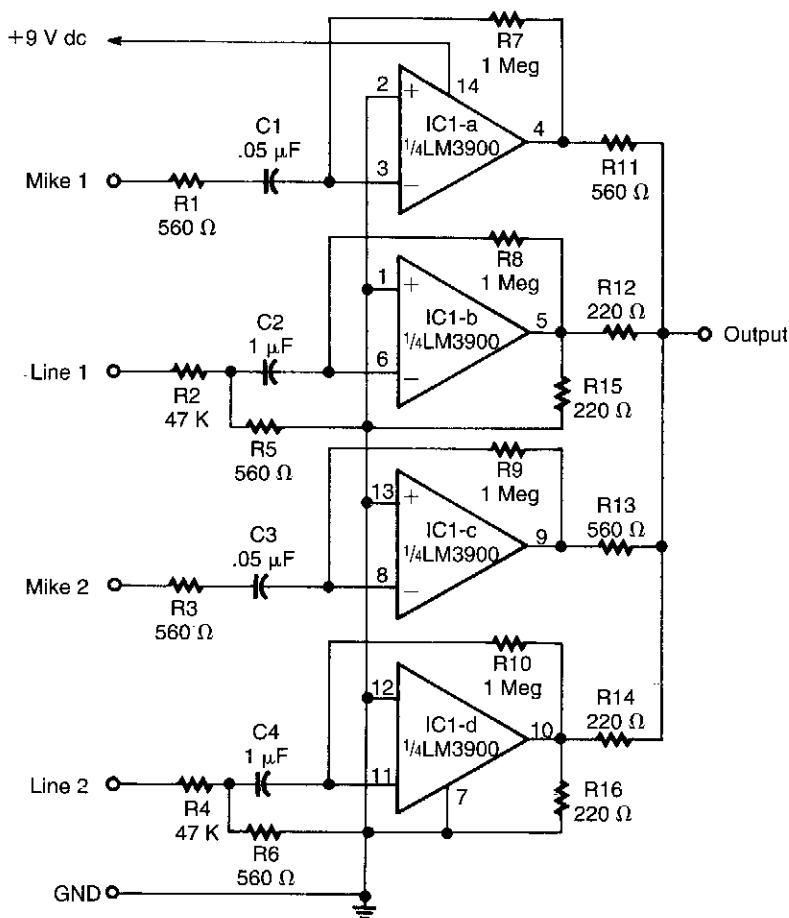 +9 V dc
R7
1 Meg
2
+
14
IC1-a
¼LM3900
4
C1
.05 µF
3
−
Mike 1
R1
560 Ω
R11
560 Ω
R8
1 Meg
1
+
IC1-b
¼LM3900
5
R12
220 Ω
Output
C2
1 µF
6
−
Line 1
R2
47 K
R15
220 Ω
R5
560 Ω
R9
1 Meg
13
+
IC1-c
¼LM3900
9
R13
560 Ω
C3
.05 µF
8
−
Mike 2
R3
560 Ω
R10
1 Meg
12
IC1-d
¼LM3900
10
R14
220 Ω
C4
1 µF
11
7
Line 2
R4
47 K
R16
220 Ω
R6
560 Ω
GND